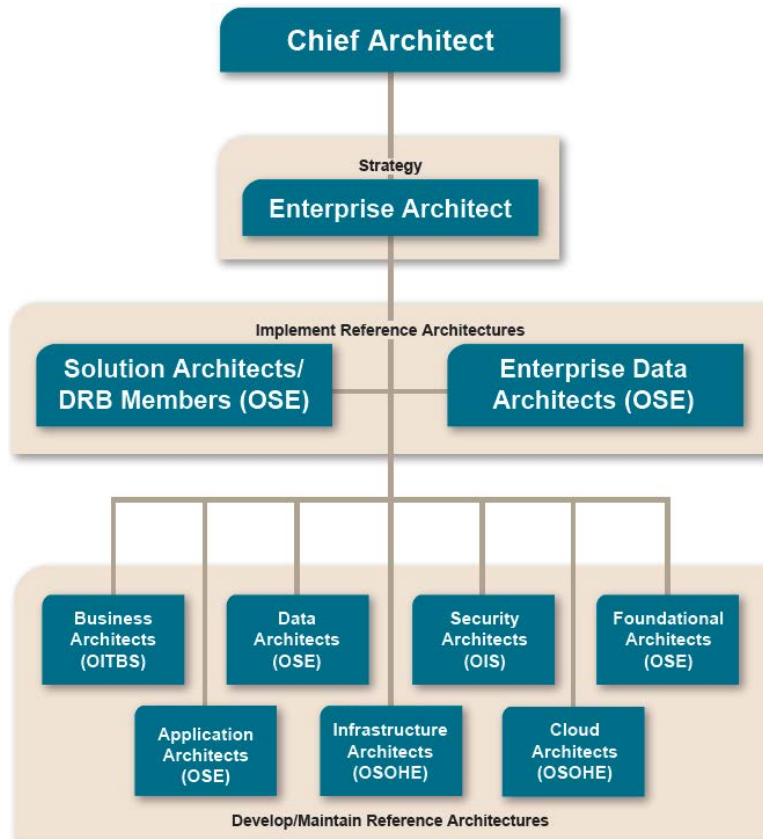 Chief Architect
Strategy
Enterprise Architect
Implement Reference Architectures
Solution Architects/
DRB Members (OSE)
Enterprise Data
Architects (OSE)
Business
Architects
(OITBS)
Data
Architects
(OSE)
Security
Architects
(OIS)
Foundational
Architects
(OSE)
Application
Architects
(OSE)
Infrastructure
Architects
(OSOHE)
Cloud
Architects
(OSOHE)
Develop/Maintain Reference Architectures